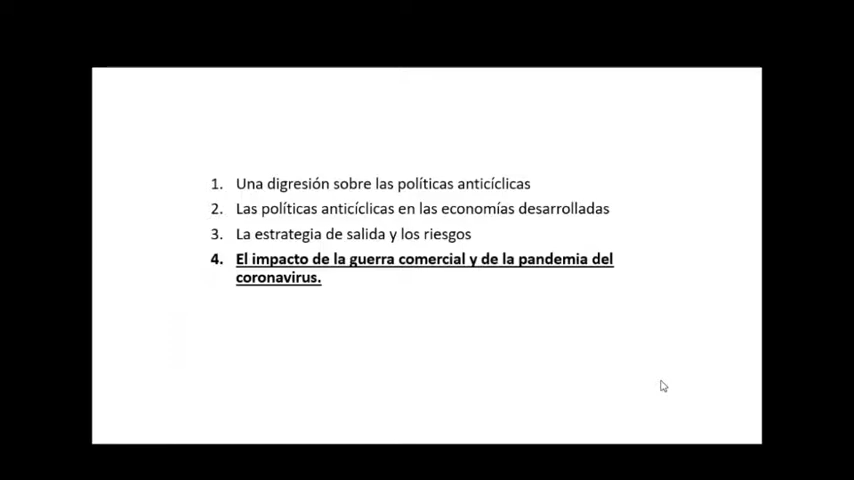 1. Una digresión sobre las políticas anticíclicas
2. Las políticas anticíclicas en las economías desarrolladas
3. La estrategia de salida y los riesgos
4. El impacto de la guerra comercial y de la pandemia del
coronavirus.